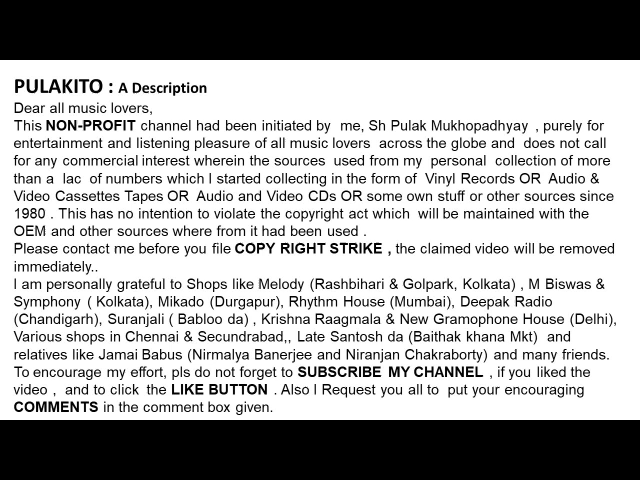 PULAKITO : A Description
Dear all music lovers,
This NON-PROFIT channel had been initiated by me, Sh Pulak Mukhopadhyay , purely for
entertainment and listening pleasure of all music lovers across the globe and does not call
for any commercial interest wherein the sources used from my personal collection of more
than a lac of numbers which I started collecting in the form of Vinyl Records OR Audio &
Video Cassettes Tapes OR Audio and Video CDs OR some own stuff or other sources since
1980 . This has no intention to violate the copyright act which will be maintained with the
OEM and other sources where from it had been used .
Please contact me before you file COPY RIGHT STRIKE , the claimed video will be removed
immediately..
I am personally grateful to Shops like Melody (Rashbihari & Golpark, Kolkata) , M Biswas &
Symphony ( Kolkata), Mikado (Durgapur), Rhythm House (Mumbai), Deepak Radio
(Chandigarh), Suranjali ( Babloo da) , Krishna Raagmala & New Gramophone House (Delhi),
Various shops in Chennai & Secundrabad,, Late Santosh da (Baithak khana Mkt) and
relatives like Jamai Babus (Nirmalya Banerjee and Niranjan Chakraborty) and many friends.
To encourage my effort, pls do not forget to SUBSCRIBE MY CHANNEL , if you liked the
video , and to click the LIKE BUTTON . Also I Request you all to put your encouraging
COMMENTS in the comment box given.